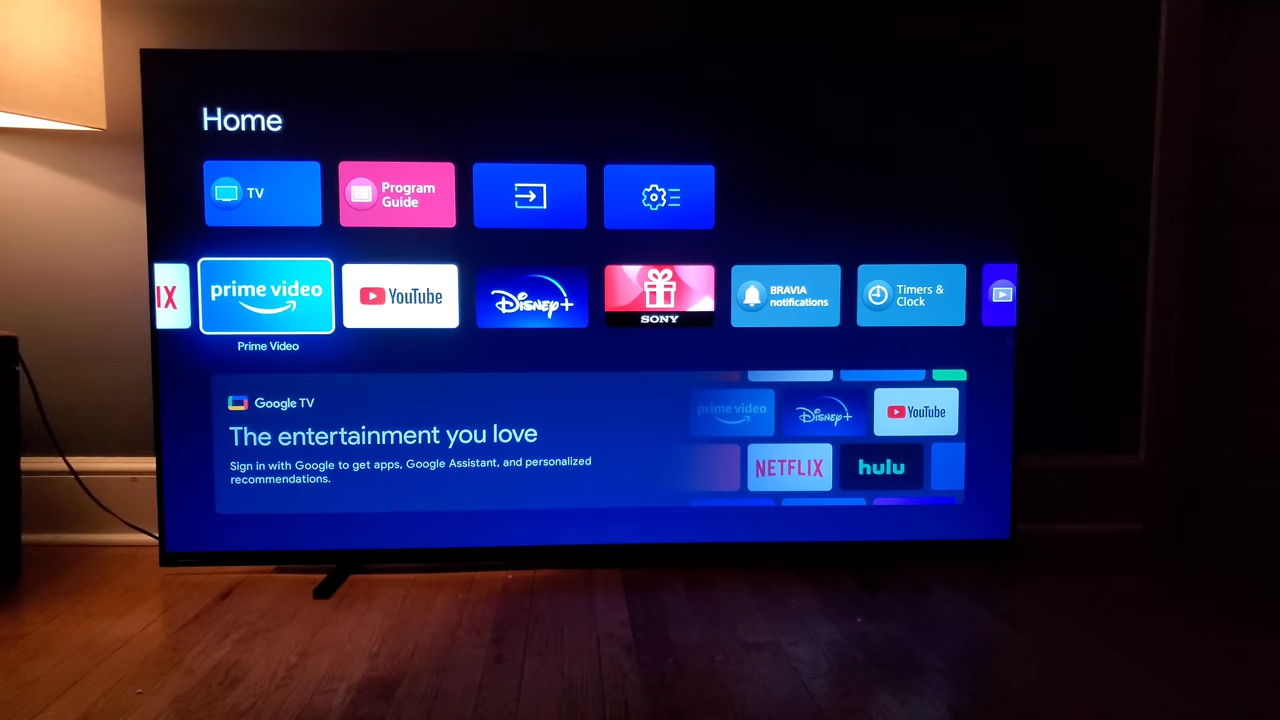 Home
TV
Program
Guide
IX
prime video
YouTube
Disney+
SONY
BRAVIA
notifications
Timers &
Clock
Prime Video
Google TV
The entertainment you love
Sign in with Google to get apps, Google Assistant, and personalized
recommendations.
prime video
Disney+
YouTube
NETFLIX
hulu